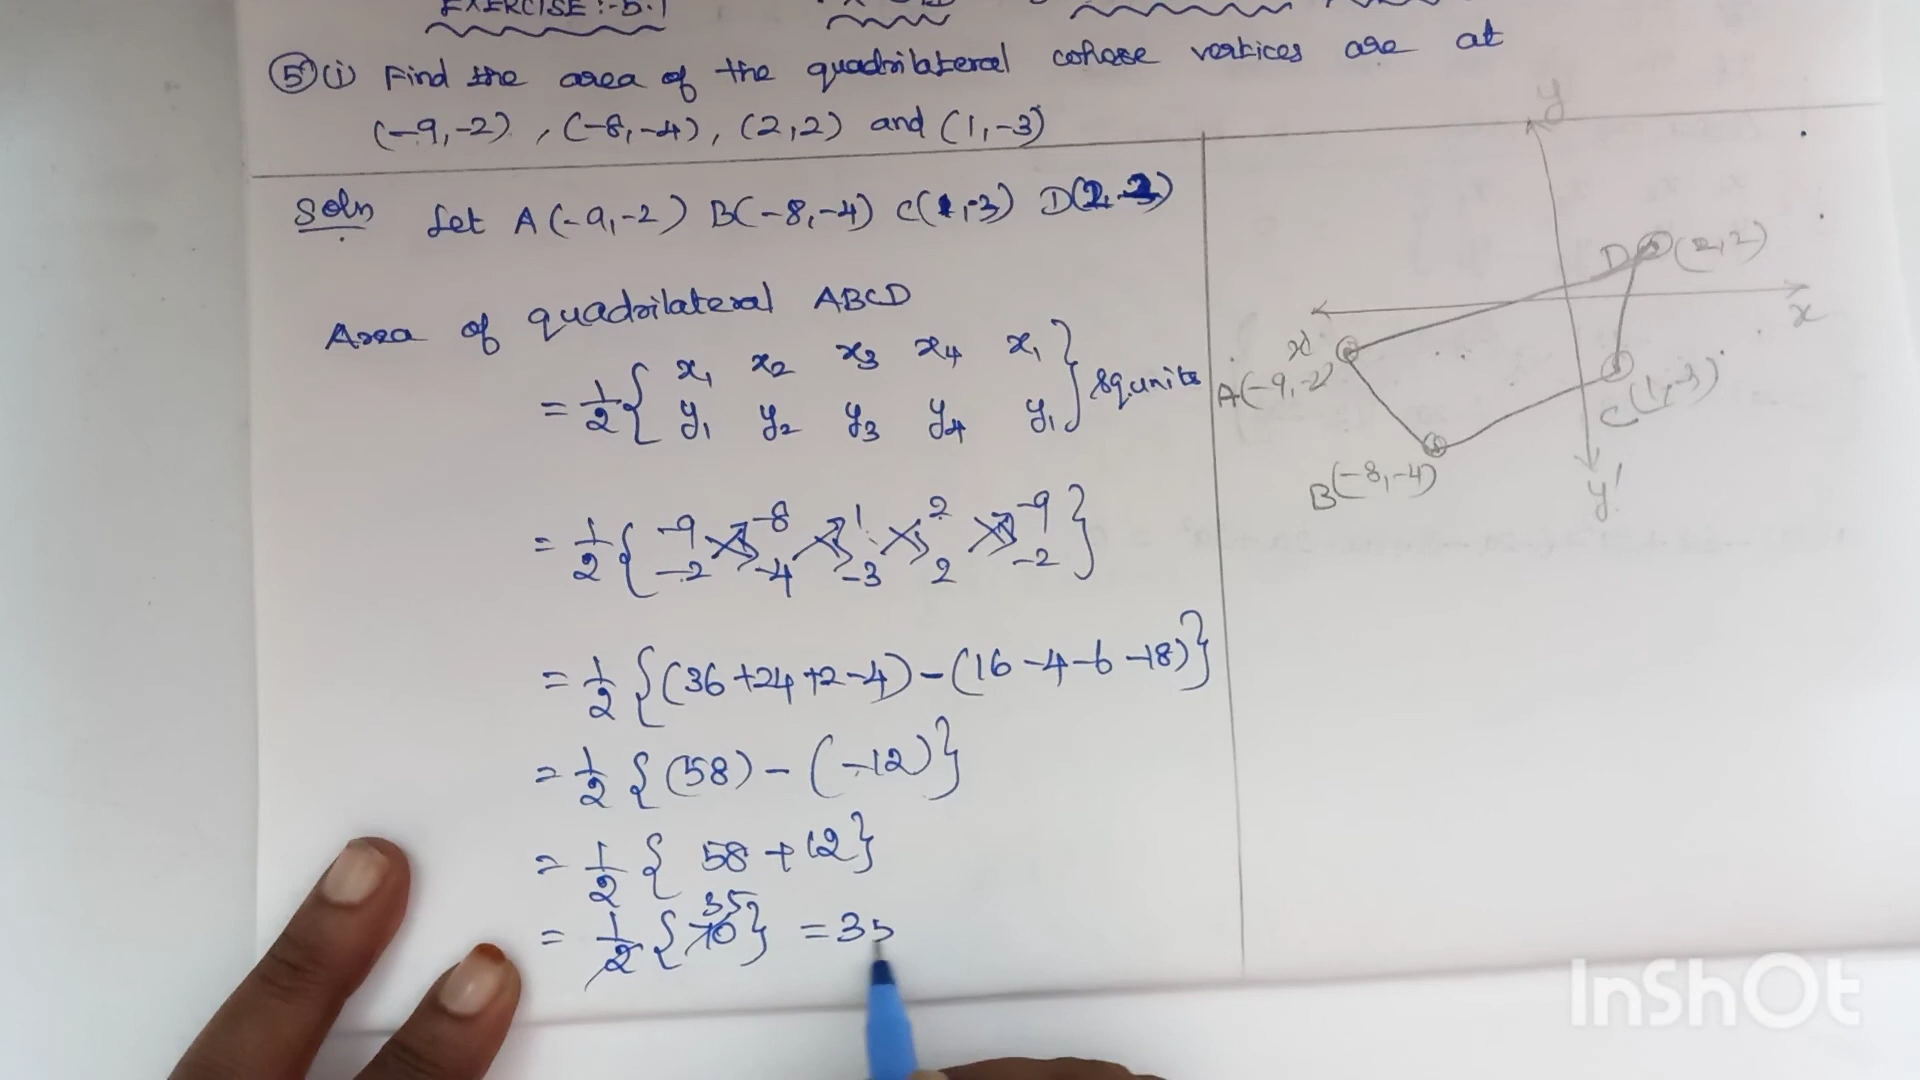 EXERCISE :-5.1
5 (i) Find the area of the quadrilateral whose vertices are at
(-9,-2) , (-8,-4), (2,2) and (1,-3)
Soln Let A(-9,-2) B(-8,-4) C(1,-3) D(2,2)
Area of quadrilateral ABCD
= 1/2 { x1 x2 x3 x4 x1
y1 y2 y3 y4 y1 } sq.units
= 1/2 { -9 -8 1 2 -9
-2 -4 -3 2 -2 }
= 1/2 {(36+24+2-4)-(16-4-6-18)}
= 1/2 {(58)-(-12)}
= 1/2 { 58+12}
35
= 1/2 {70} = 35
y
D (2,2)
x
x'
A(-9,-2)
C(1,-3)
B(-8,-4)
y'
InShOt